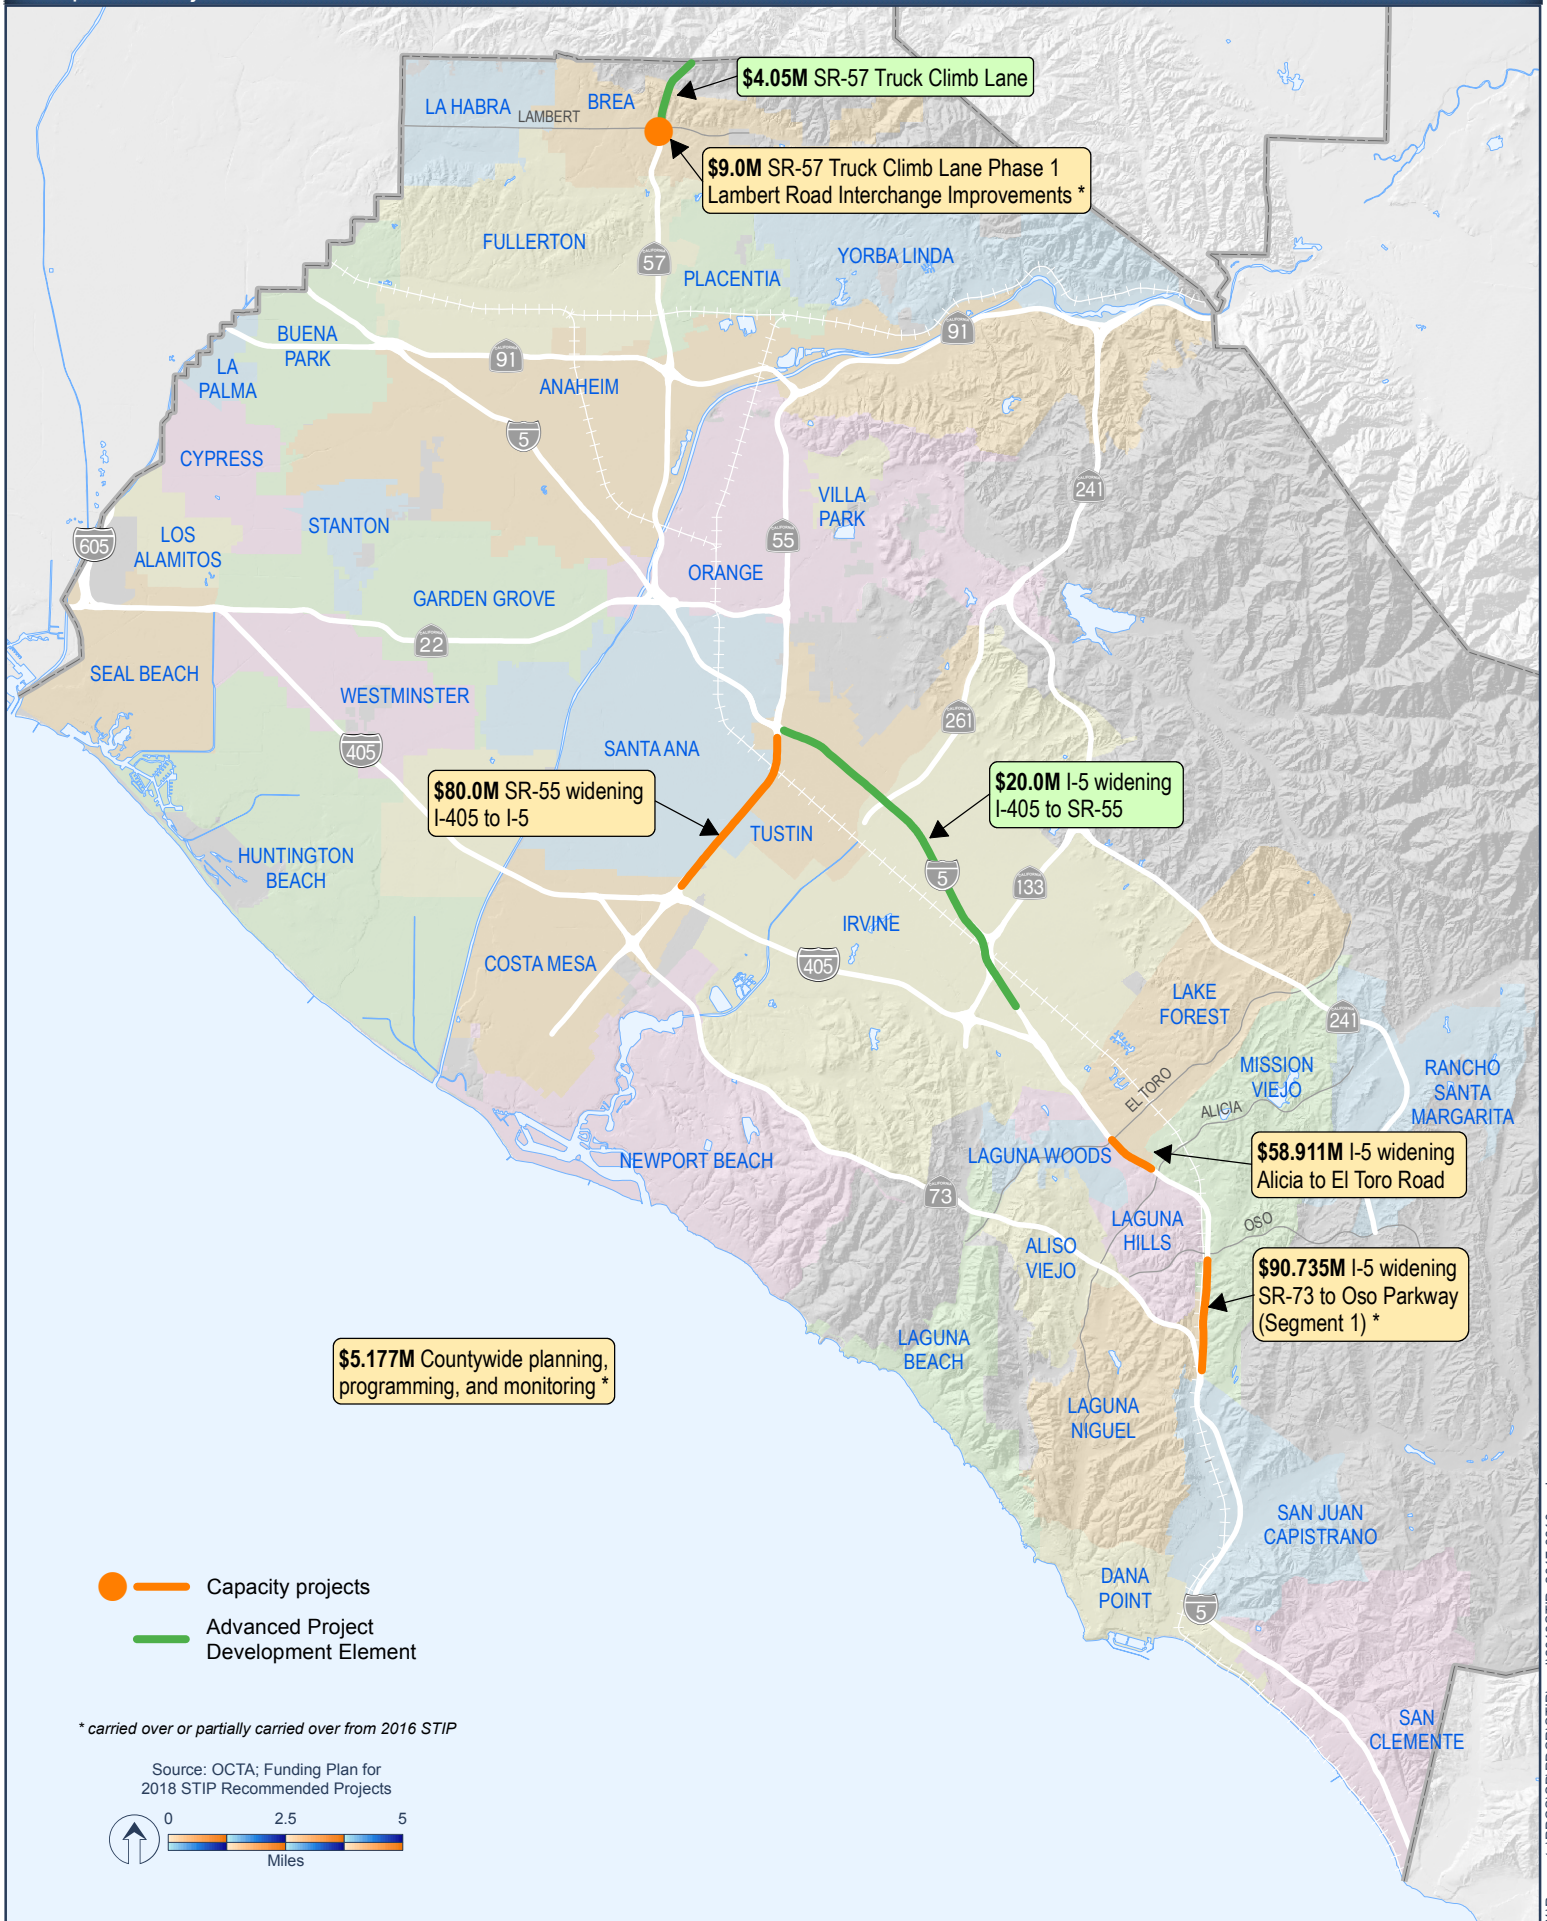 $4.05M SR-57 Truck Climb Lane
LA HABRA
BREA
LAMBERT
$9.0M SR-57 Truck Climb Lane Phase 1
Lambert Road Interchange Improvements *
FULLERTON
57
PLACENTIA
YORBA LINDA
BUENA
PARK
91
91
LA
PALMA
ANAHEIM
5
CYPRESS
VILLA
PARK
241
STANTON
LOS
ALAMITOS
605
55
ORANGE
GARDEN GROVE
22
SEAL BEACH
WESTMINSTER
405
261
SANTA ANA
$80.0M SR-55 widening
I-405 to I-5
$20.0M I-5 widening
I-405 to SR-55
TUSTIN
HUNTINGTON
BEACH
5
133
IRVINE
COSTA MESA
405
LAKE
FOREST
241
MISSION
VIEJO
RANCHO
SANTA
MARGARITA
EL TORO
ALICIA
NEWPORT BEACH
LAGUNA WOODS
$58.911M I-5 widening
Alicia to El Toro Road
73
LAGUNA
HILLS
OSO
ALISO
VIEJO
$90.735M I-5 widening
SR-73 to Oso Parkway
(Segment 1) *
LAGUNA
BEACH
$5.177M Countywide planning,
programming, and monitoring *
LAGUNA
NIGUEL
SAN JUAN
CAPISTRANO
DANA
POINT
5
Capacity projects
Advanced Project
Development Element
SAN
CLEMENTE
* carried over or partially carried over from 2016 STIP
Source: OCTA; Funding Plan for
2018 STIP Recommended Projects
0 2.5 5
Miles